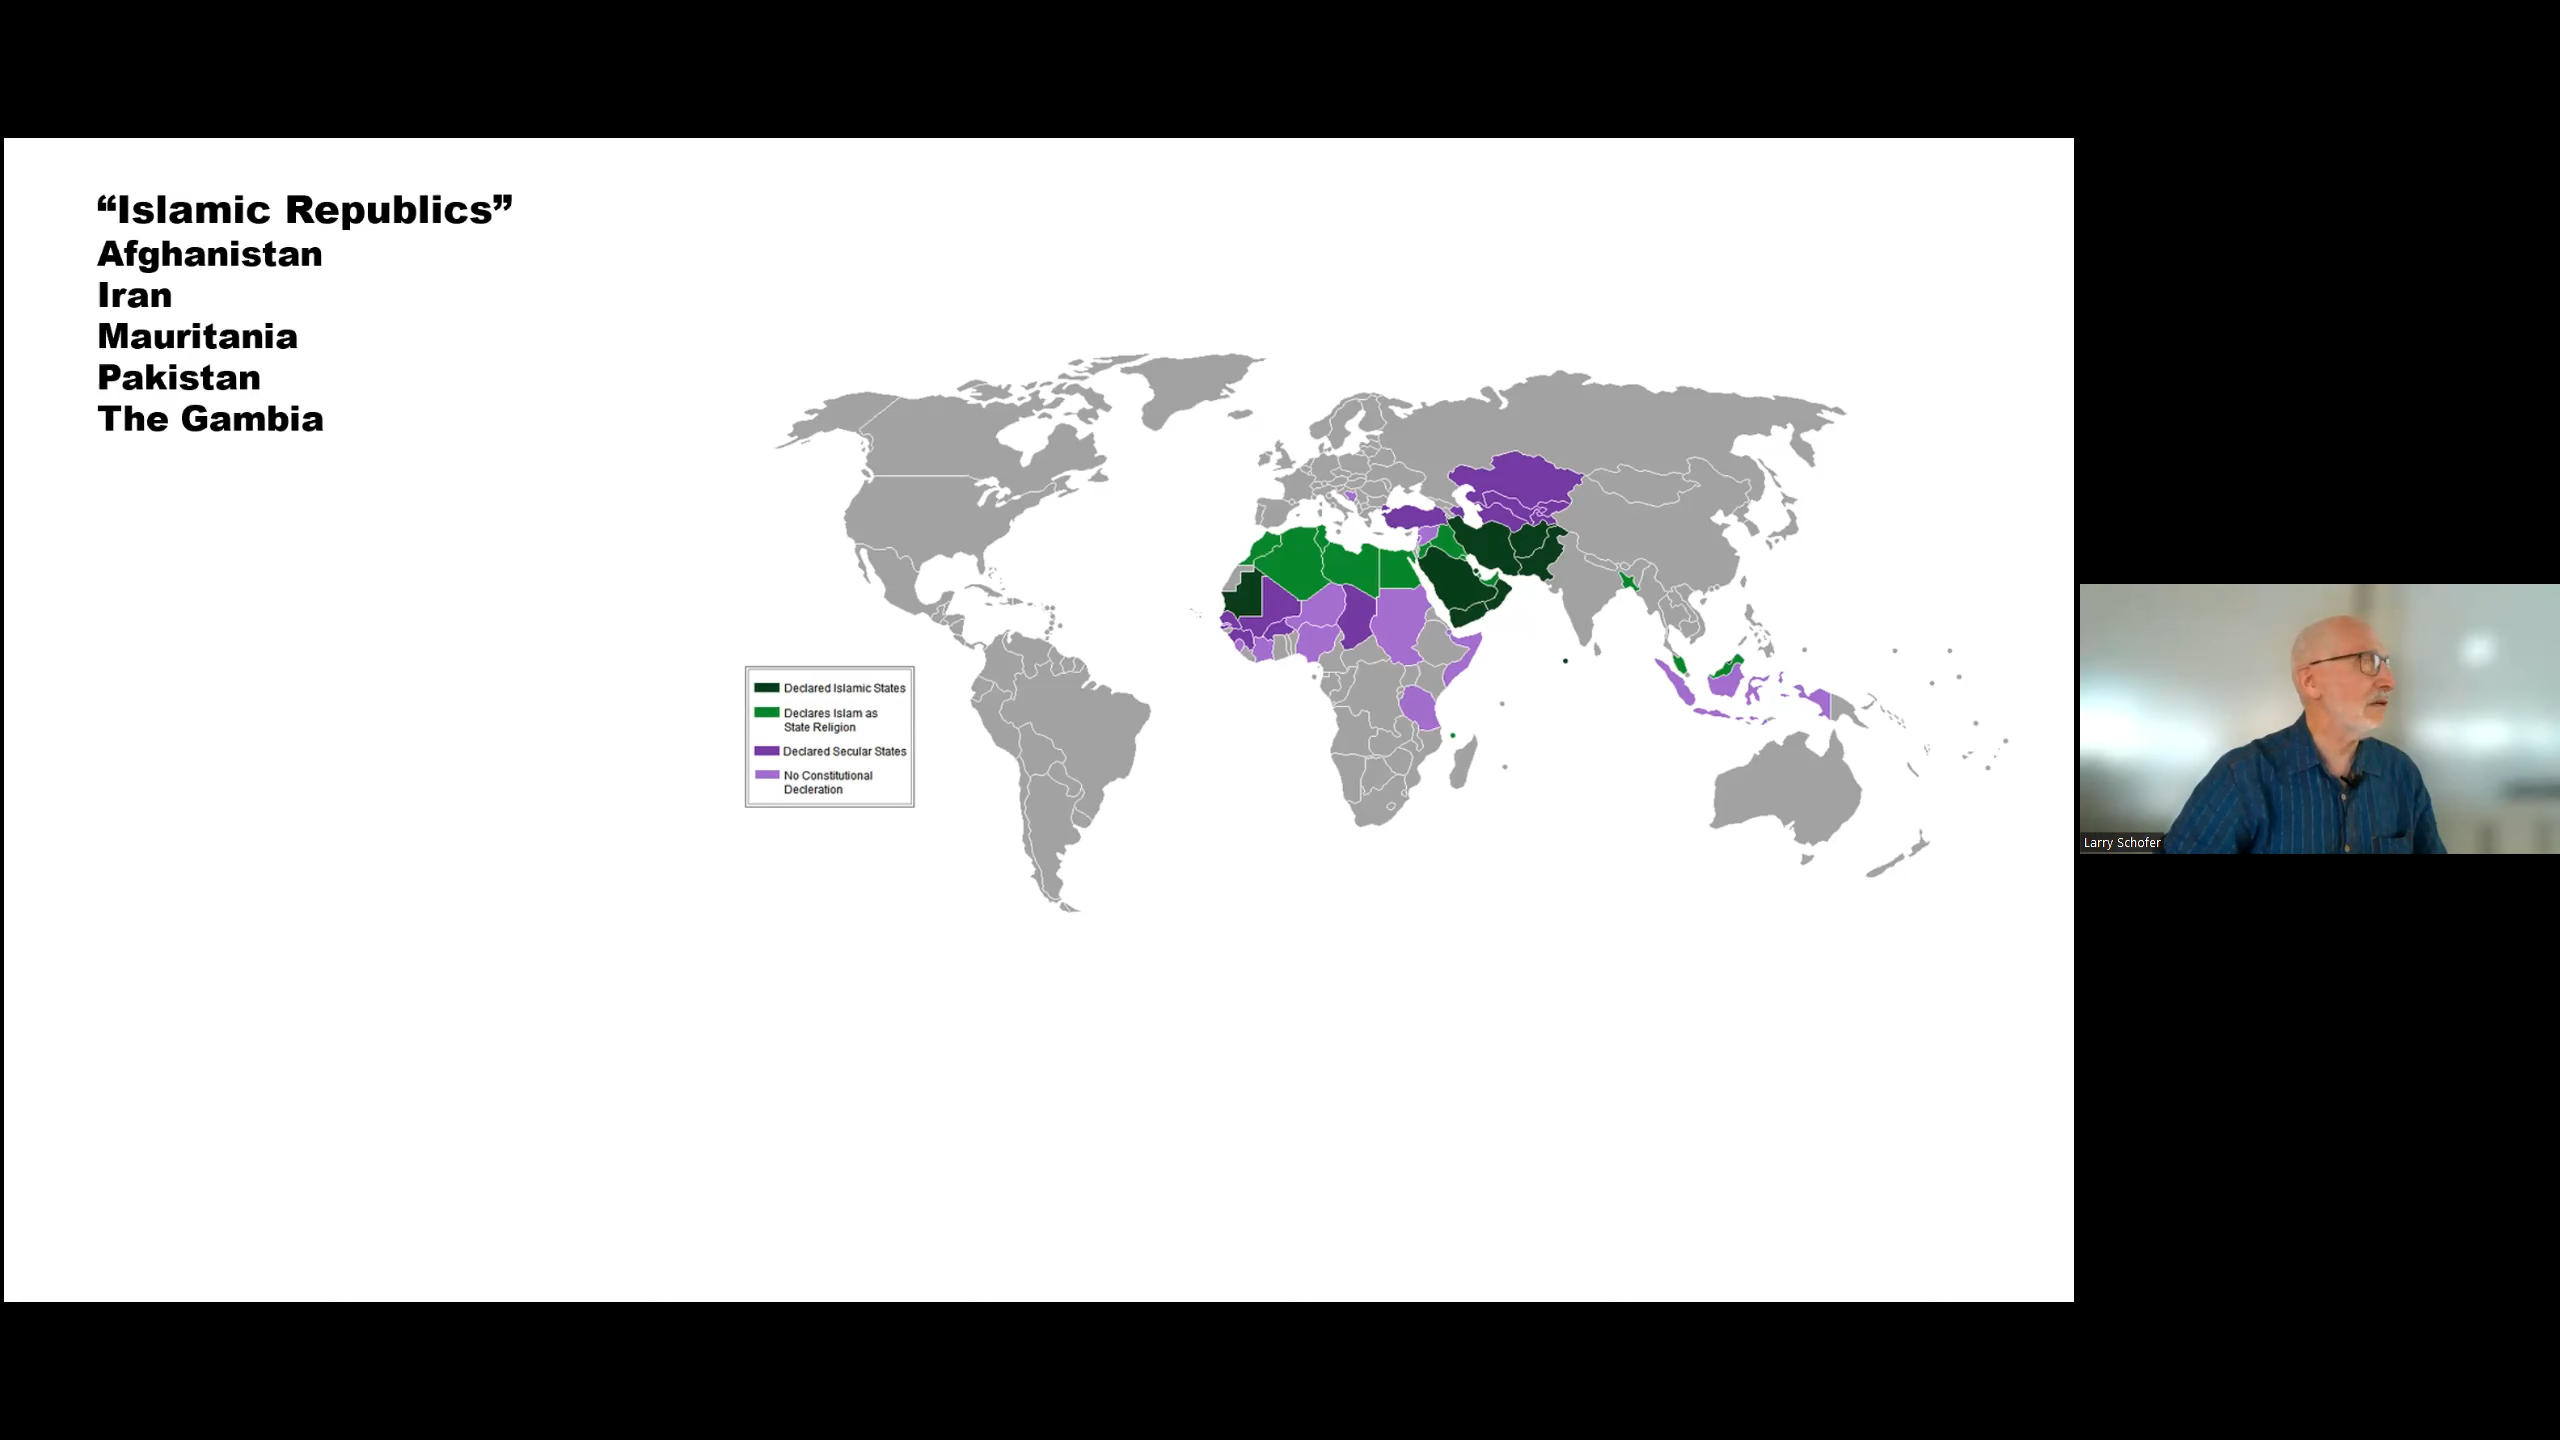 “Islamic Republics”
Afghanistan
Iran
Mauritania
Pakistan
The Gambia
Declared Islamic States
Declares Islam as
State Religion
Declared Secular States
No Constitutional
Decleration
Larry Schofer